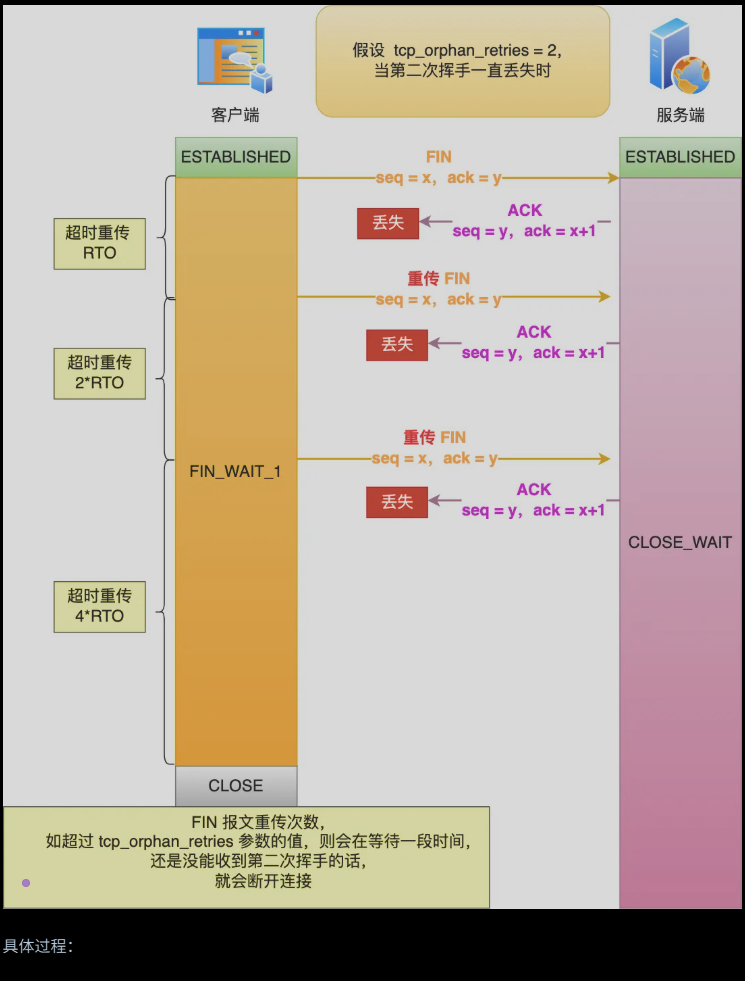 假设 tcp_orphan_retries = 2，
当第二次挥手一直丢失时
客户端
服务端
ESTABLISHED
ESTABLISHED
FIN
seq = x，ack = y
ACK
丢失
seq = y，ack = x+1
超时重传
RTO
重传 FIN
seq = x，ack = y
ACK
丢失
seq = y，ack = x+1
超时重传
2*RTO
重传 FIN
seq = x，ack = y
FIN_WAIT_1
ACK
丢失
seq = y，ack = x+1
CLOSE_WAIT
超时重传
4*RTO
CLOSE
FIN 报文重传次数，
如超过 tcp_orphan_retries 参数的值，则会在等待一段时间，
还是没能收到第二次挥手的话，
就会断开连接
具体过程：